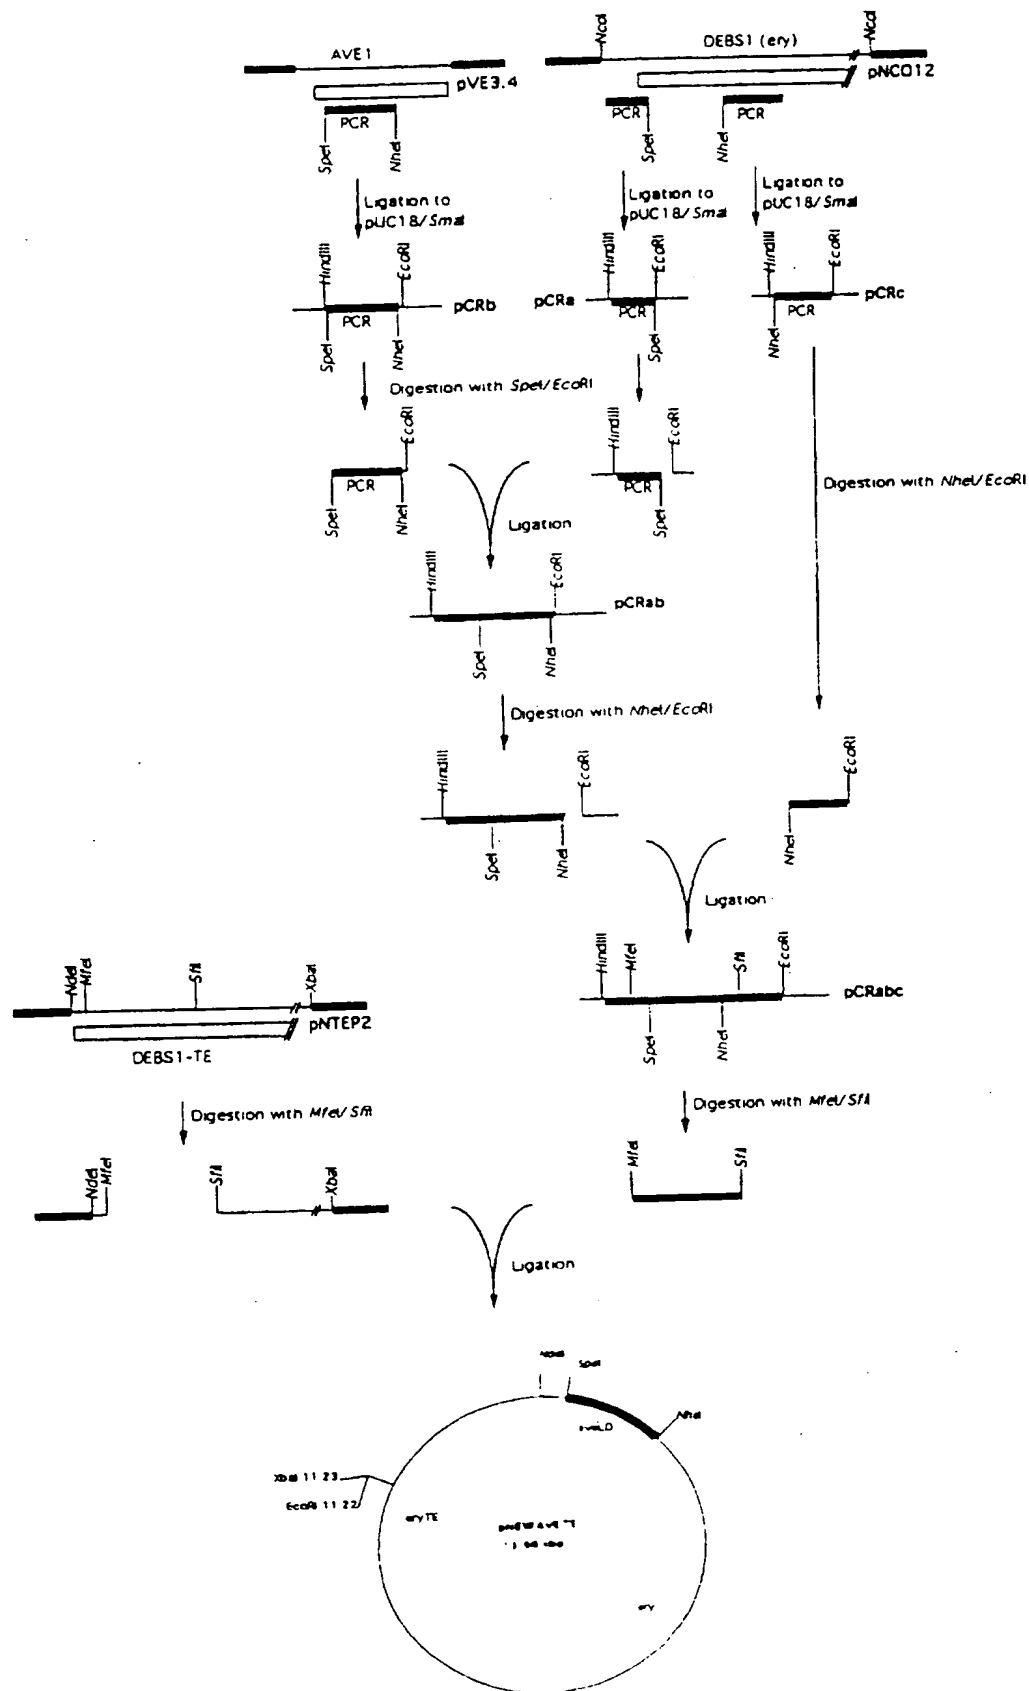 NcoI
NcoI
DEBS1 (ery)
AVE1
pVE3.4
pNCO12
PCR
PCR
PCR
SpeI
NheI
SpeI
NheI
Ligation to
pUC18/SmaI
Ligation to
pUC18/SmaI
Ligation to
pUC18/SmaI
HindIII
EcoRI
HindIII
EcoRI
HindIII
EcoRI
pCRb
pCRa
pCRc
PCR
PCR
PCR
SpeI
NheI
SpeI
NheI
Digestion with SpeI/EcoRI
EcoRI
HindIII
EcoRI
Digestion with NheI/EcoRI
PCR
PCR
SpeI
NheI
SpeI
Ligation
HindIII
EcoRI
pCRab
SpeI
NheI
Digestion with NheI/EcoRI
HindIII
EcoRI
EcoRI
SpeI
NheI
NheI
Ligation
HindIII
MfeI
SfiI
EcoRI
pCRabc
SpeI
NheI
NdeI
MfeI
SfiI
XbaI
pNTEP2
DEBS1-TE
Digestion with MfeI/SfiI
Digestion with MfeI/SfiI
NdeI
MfeI
SfiI
XbaI
MfeI
SfiI
Ligation
NdeI
SpeI
NheI
XbaI 11.23
EcoRI 11.22
eryTE
ery